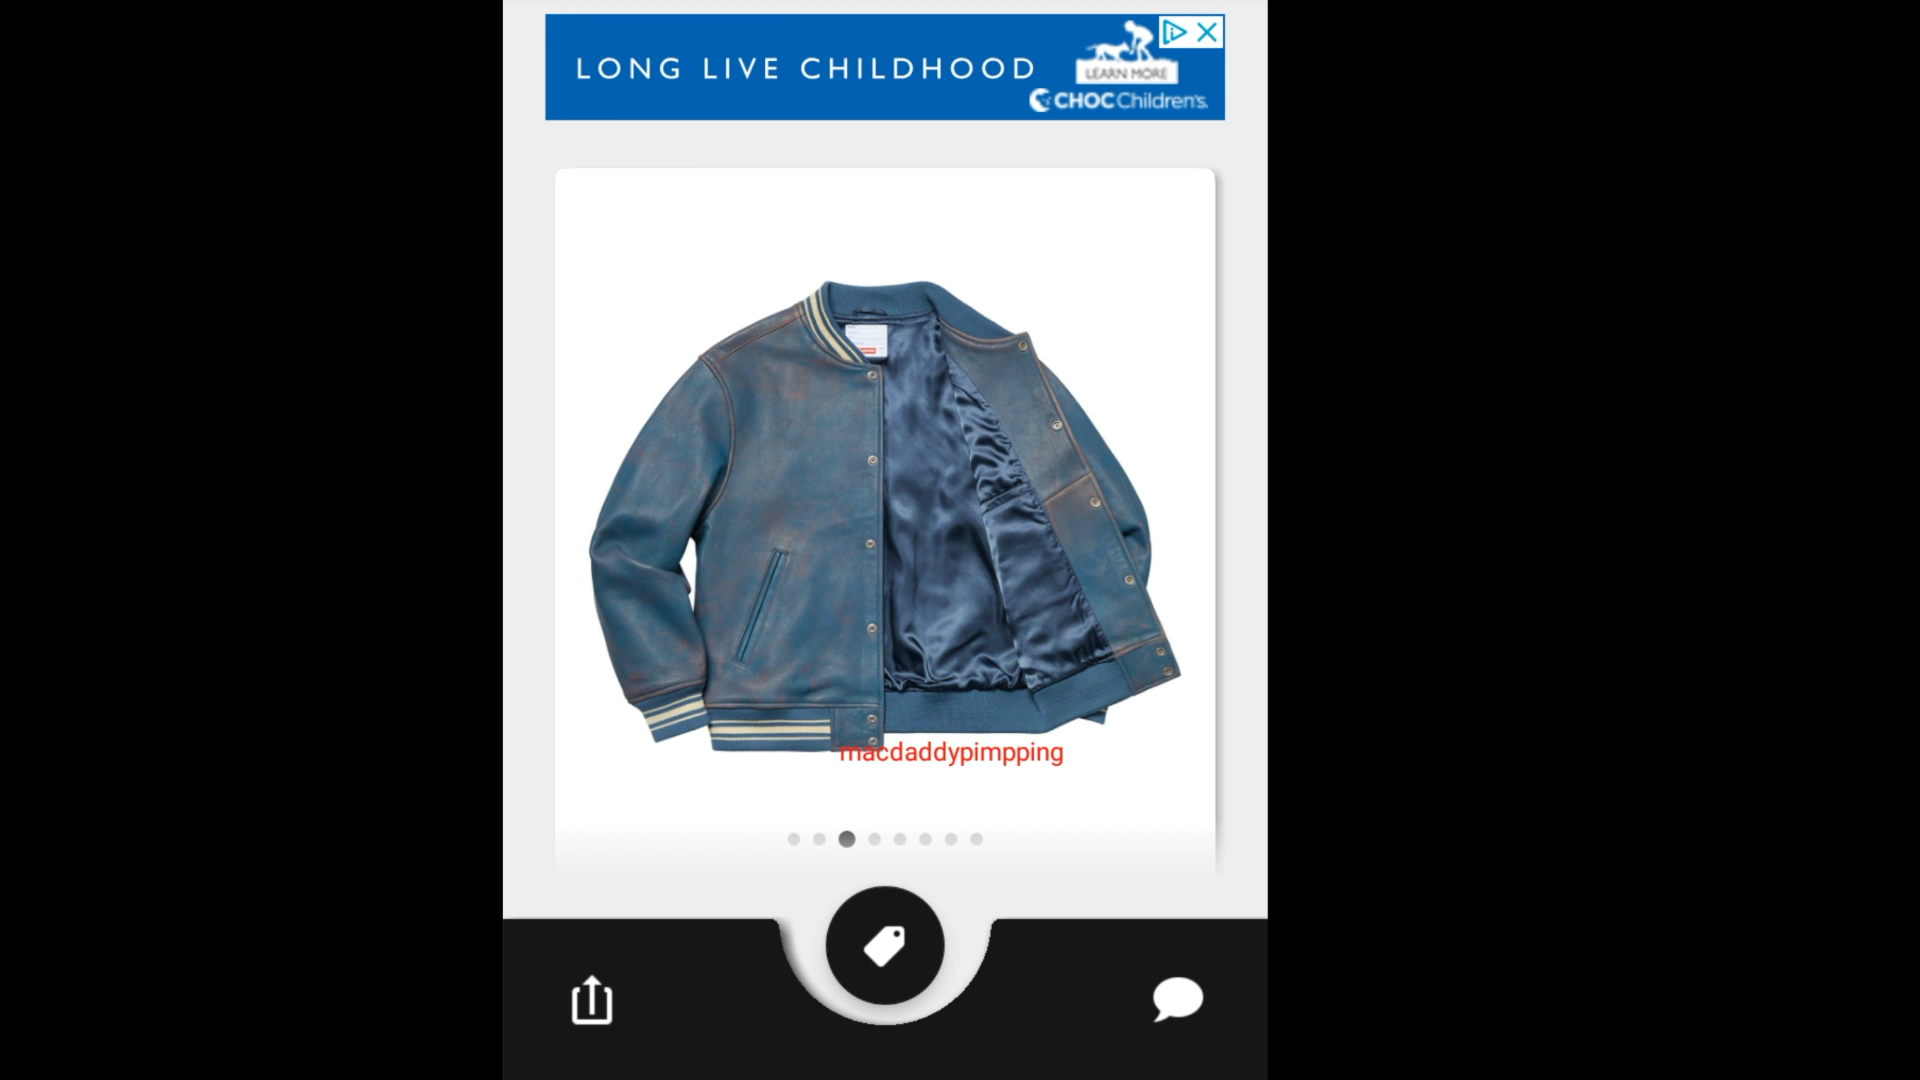 LONG LIVE CHILDHOOD
LEARN MORE
CHOC Children's.
macdaddypimpping